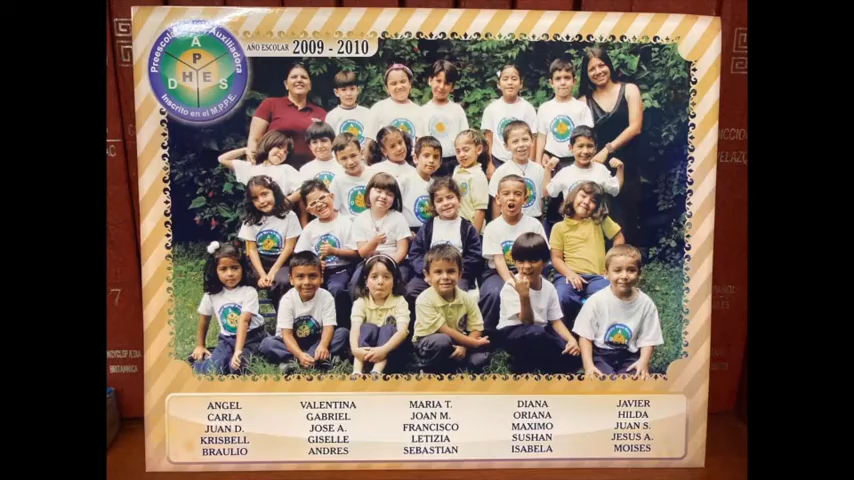 Preescolar Auxiliadora
A
P
D H E S
Inscrito en el M.P.P.E.
AÑO ESCOLAR 2009 - 2010
ANGEL VALENTINA MARIA T. DIANA JAVIER
CARLA GABRIEL JOAN M. ORIANA HILDA
JUAN D. JOSE A. FRANCISCO MAXIMO JUAN S.
KRISBELL GISELLE LETIZIA SUSHAN JESUS A.
BRAULIO ANDRES SEBASTIAN ISABELA MOISES
7